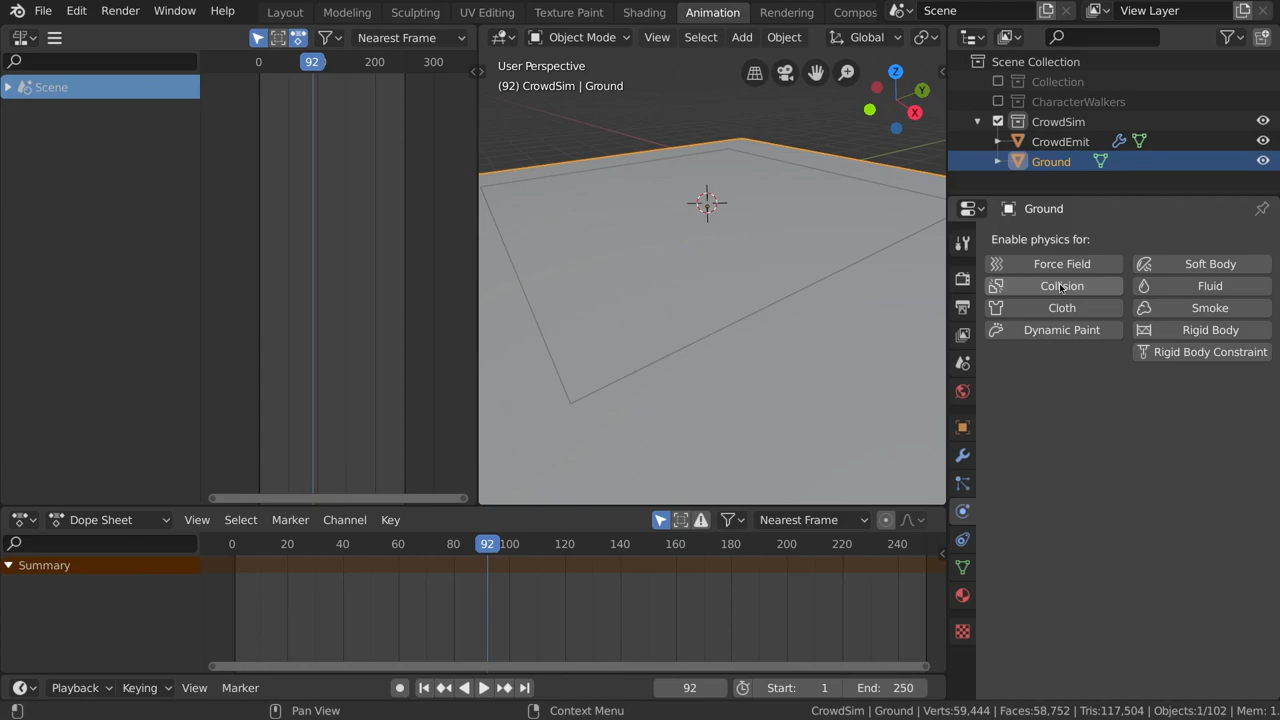 File Edit Render Window Help Layout Modeling Sculpting UV Editing Texture Paint Shading Animation Rendering Compos Scene View Layer
Nearest Frame Object Mode View Select Add Object Global
0 92 200 300
Scene
User Perspective
(92) CrowdSim | Ground
Z
Y
X
Scene Collection
Collection
CharacterWalkers
CrowdSim
CrowdEmit
Ground
Ground
Enable physics for:
Force Field Soft Body
Collision Fluid
Cloth Smoke
Dynamic Paint Rigid Body
Rigid Body Constraint
Dope Sheet View Select Marker Channel Key Nearest Frame
0 20 40 60 80 92 100 120 140 160 180 200 220 240
Summary
Playback Keying View Marker 92 Start: 1 End: 250
Pan View Context Menu CrowdSim | Ground | Verts:59,444 | Faces:58,752 | Tris:117,504 | Objects:1/102 | Mem: 1.